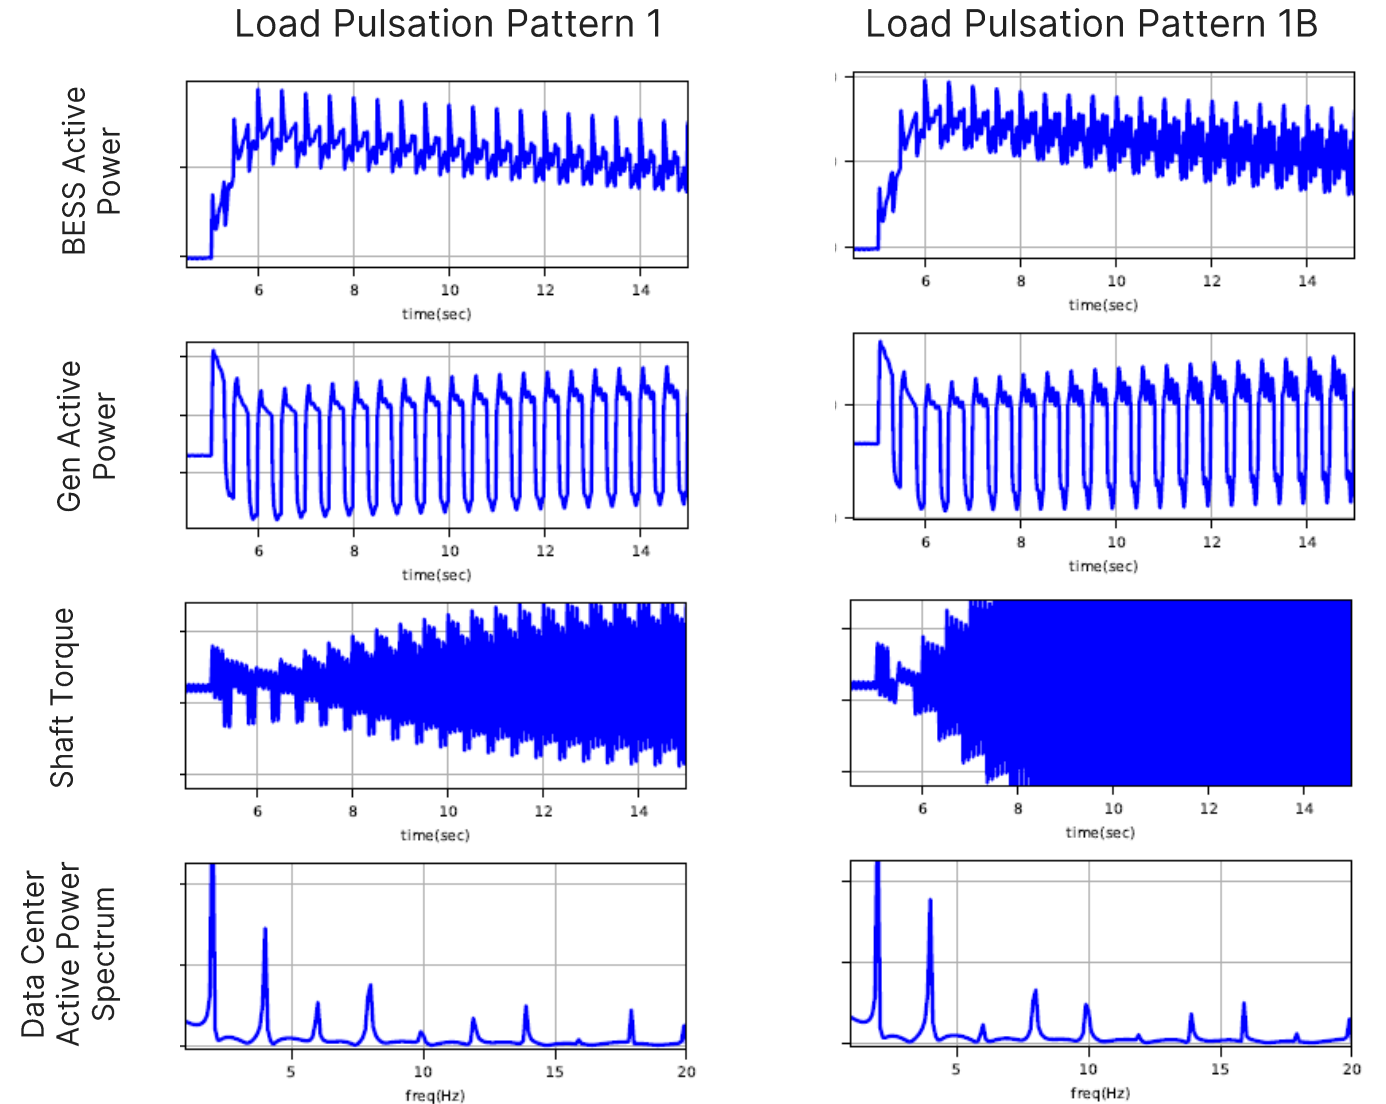 Load Pulsation Pattern 1
Load Pulsation Pattern 1B
BESS Active
Power
6 8 10 12 14
time(sec)
6 8 10 12 14
time(sec)
Gen Active
Power
6 8 10 12 14
time(sec)
6 8 10 12 14
time(sec)
Shaft Torque
6 8 10 12 14
time(sec)
6 8 10 12 14
time(sec)
Data Center
Active Power
Spectrum
5 10 15 20
freq(Hz)
5 10 15 20
freq(Hz)